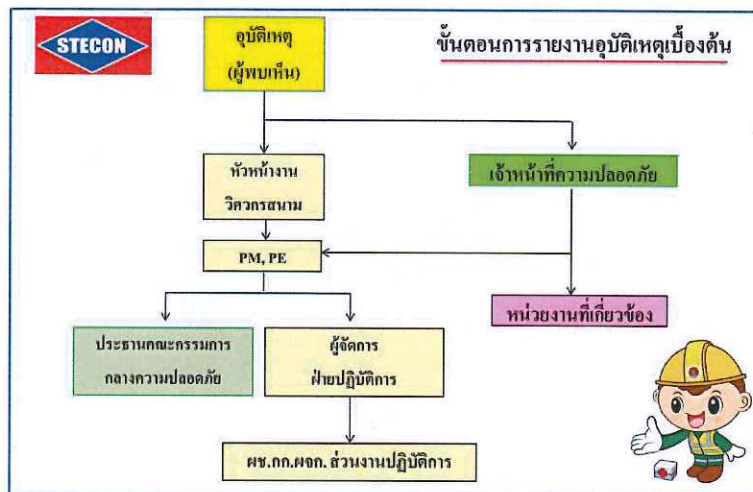 STECON
อุบัติเหตุ
(ผู้พบเห็น)
ขั้นตอนการรายงานอุบัติเหตุเบื้องต้น
หัวหน้างาน
วิศวกรสนาม
เจ้าหน้าที่ความปลอดภัย
PM, PE
หน่วยงานที่เกี่ยวข้อง
ประธานคณะกรรมการ
กลางความปลอดภัย
ผู้จัดการ
ฝ่ายปฏิบัติการ
ผช.กก.ผจก. ส่วนงานปฏิบัติการ